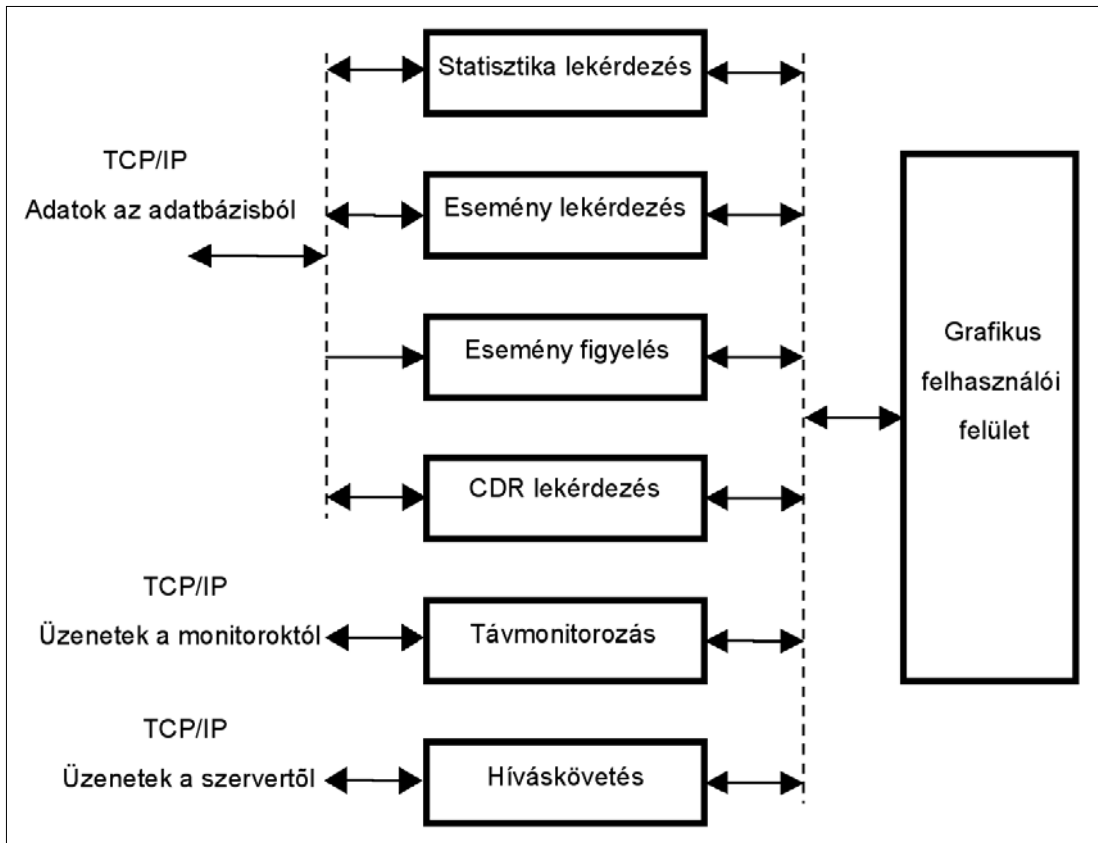 Statisztika lekérdezés
TCP/IP
Adatok az adatbázisból
Esemény lekérdezés
Esemény figyelés
Grafikus
felhasználói
felület
CDR lekérdezés
TCP/IP
Üzenetek a monitoroktól
Távmonitorozás
TCP/IP
Üzenetek a szervertõl
Híváskövetés